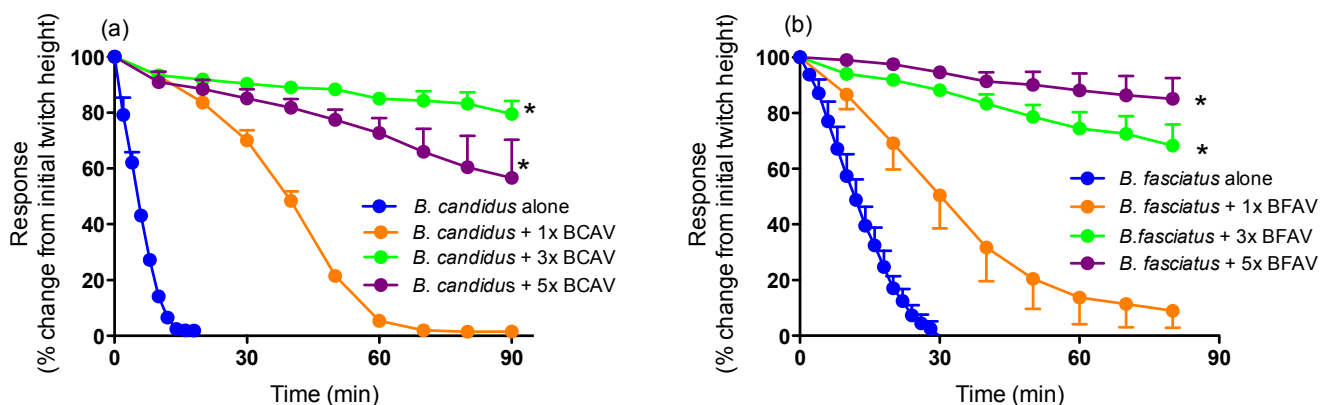 (a)
Response
(% change from initial twitch height)
100
80
60
40
20
0
*
*
B. candidus alone
B. candidus + 1x BCAV
B. candidus + 3x BCAV
B. candidus + 5x BCAV
0
30
60
90
Time (min)
(b)
Response
(% change from initial twitch height)
100
80
60
40
20
0
*
*
B. fasciatus alone
B. fasciatus + 1x BFAV
B.fasciatus + 3x BFAV
B. fasciatus + 5x BFAV
0
30
60
90
Time (min)